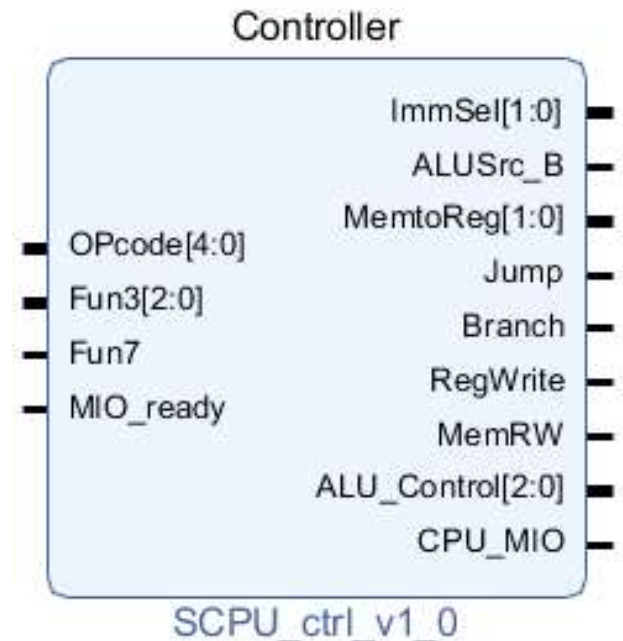 Controller
ImmSel[1:0]
ALUSrc_B
MemtoReg[1:0]
OPcode[4:0]
Jump
Fun3[2:0]
Branch
Fun7
RegWrite
MIO_ready
MemRW
ALU_Control[2:0]
CPU_MIO
SCPU_ctrl_v1_0